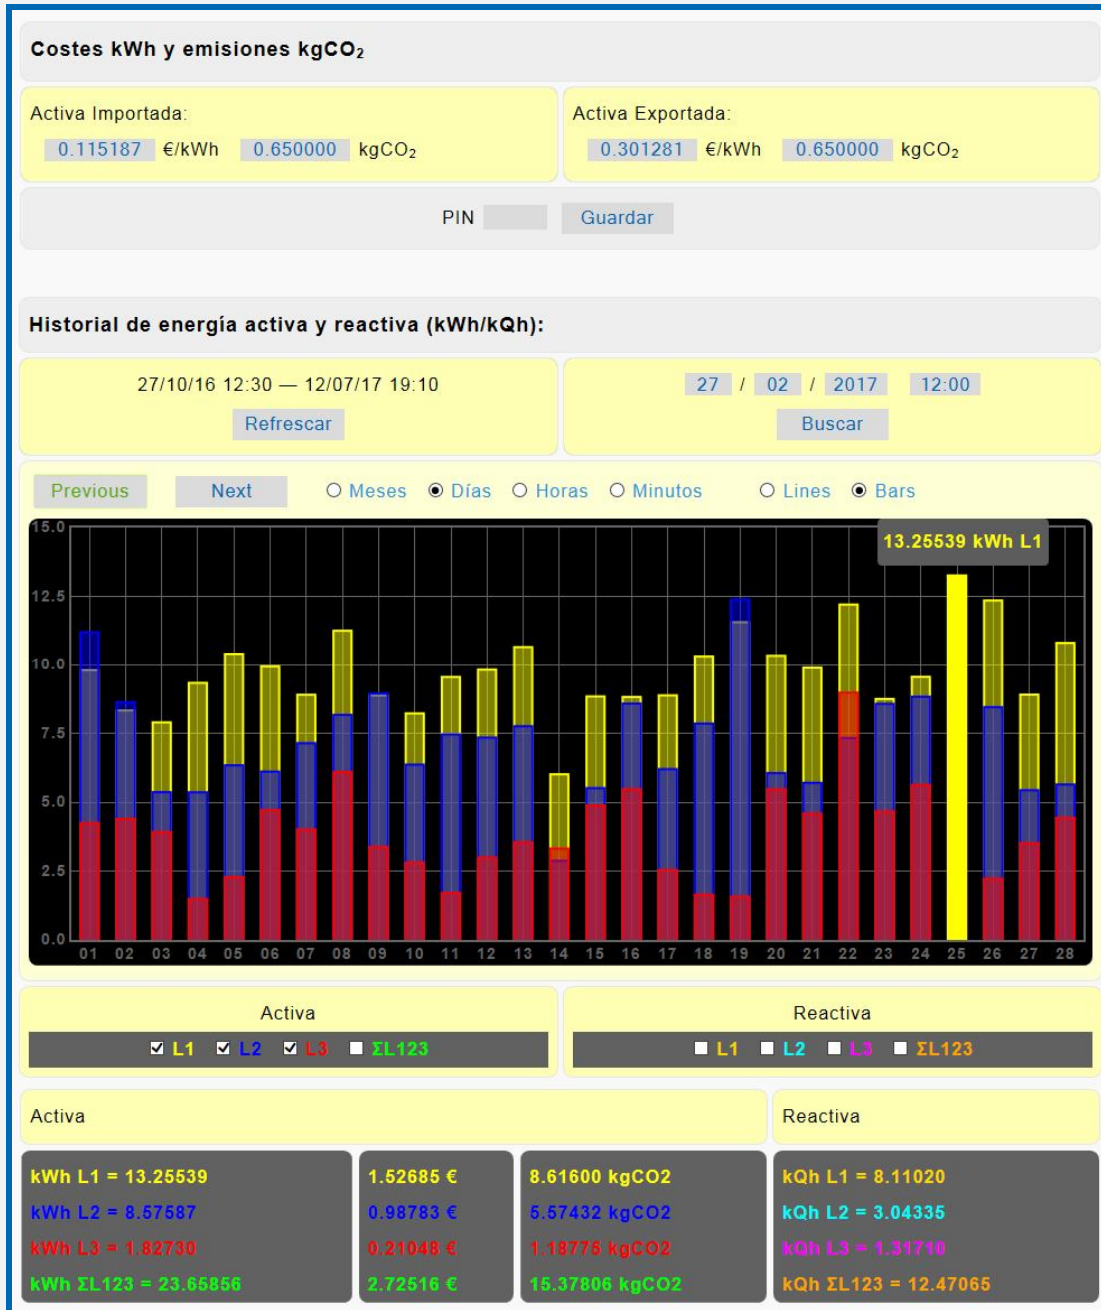 Costes kWh y emisiones kgCO₂
Activa Importada:
0.115187 €/kWh 0.650000 kgCO₂
Activa Exportada:
0.301281 €/kWh 0.650000 kgCO₂
PIN Guardar
Historial de energía activa y reactiva (kWh/kQh):
27/10/16 12:30 — 12/07/17 19:10
Refrescar
27 / 02 / 2017 12:00
Buscar
Previous Next Meses Días Horas Minutos Lines Bars
13.25539 kWh L1
15.0
12.5
10.0
7.5
5.0
2.5
0.0
01 02 03 04 05 06 07 08 09 10 11 12 13 14 15 16 17 18 19 20 21 22 23 24 25 26 27 28
Activa
L1 L2 L3 ΣL123
Reactiva
L1 L2 L3 ΣL123
Activa
Reactiva
kWh L1 = 13.25539 1.52685 € 8.61600 kgCO2 kQh L1 = 8.11020
kWh L2 = 8.57587 0.98783 € 5.57432 kgCO2 kQh L2 = 3.04335
kWh L3 = 1.82730 0.21048 € 1.18775 kgCO2 kQh L3 = 1.31710
kWh ΣL123 = 23.65856 2.72516 € 15.37806 kgCO2 kQh ΣL123 = 12.47065